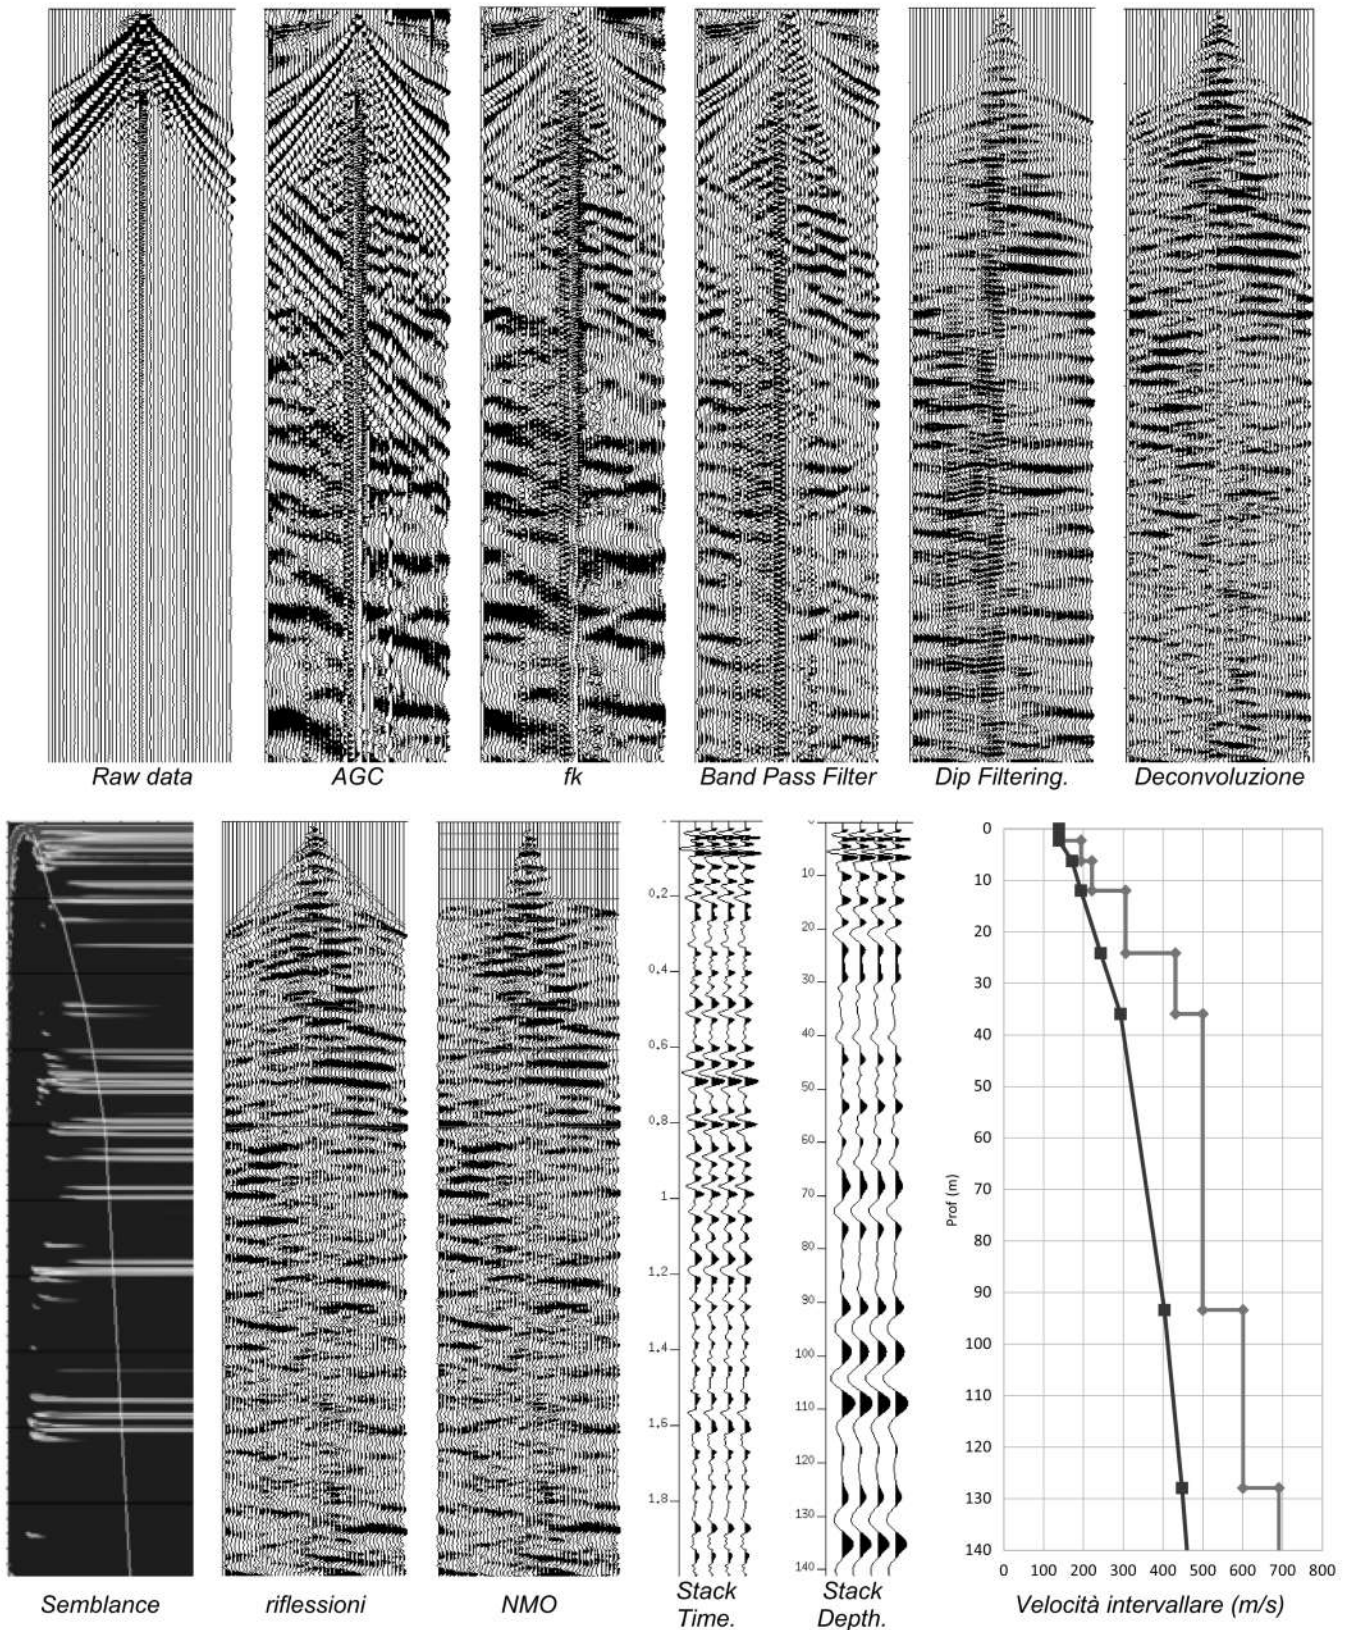 Raw data
AGC
fk
Band Pass Filter
Dip Filtering.
Deconvoluzione
0,2
0,4
0,6
0,8
1
1,2
1,4
1,6
1,8
10
20
30
40
50
60
70
80
90
100
110
120
130
140
0
10
20
30
40
50
60
70
80
90
100
110
120
130
140
Prof (m)
0 100 200 300 400 500 600 700 800
Semblance
riflessioni
NMO
Stack
Time.
Stack
Depth.
Velocità intervallare (m/s)